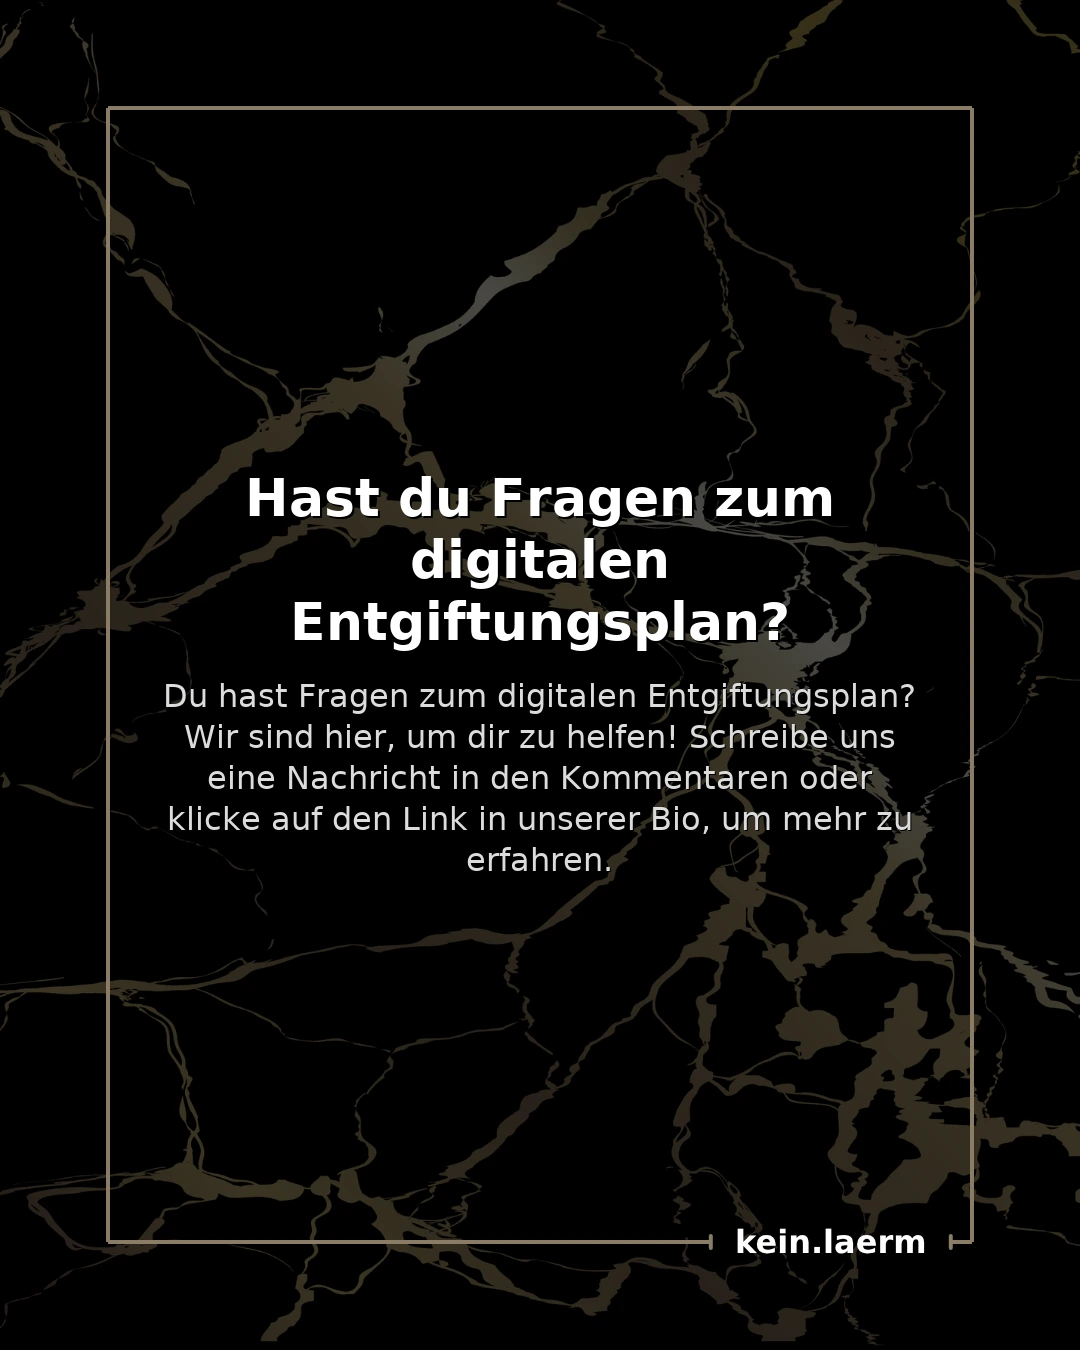 Hast du Fragen zum
digitalen
Entgiftungsplan?
Du hast Fragen zum digitalen Entgiftungsplan?
Wir sind hier, um dir zu helfen! Schreibe uns
eine Nachricht in den Kommentaren oder
klicke auf den Link in unserer Bio, um mehr zu
erfahren.
kein.laerm